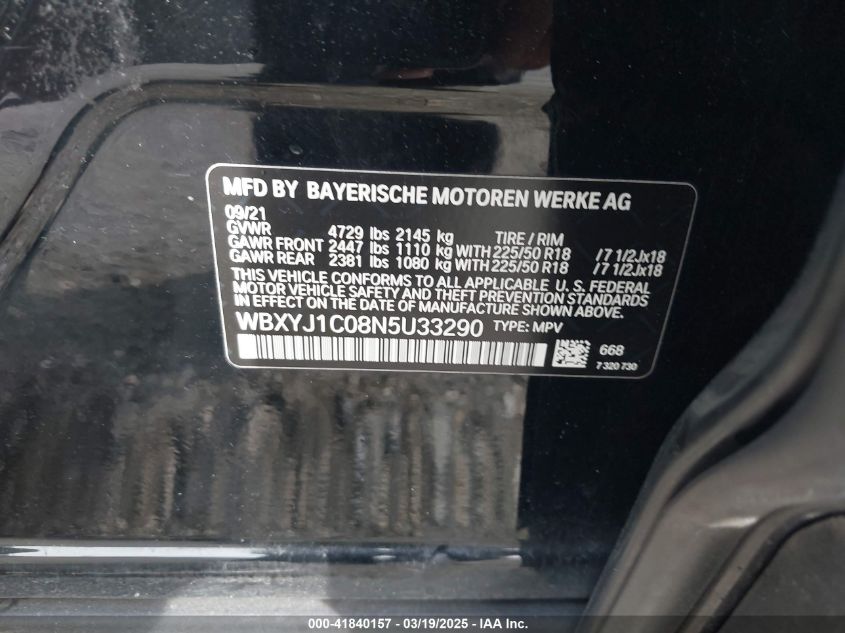 MFD BY BAYERISCHE MOTOREN WERKE AG
09/21
GVWR 4729 lbs 2145 kg TIRE / RIM
GAWR FRONT 2447 lbs 1110 kg WITH 225/50 R18 /7 1/2Jx18
GAWR REAR 2381 lbs 1080 kg WITH 225/50 R18 /7 1/2Jx18
THIS VEHICLE CONFORMS TO ALL APPLICABLE U. S. FEDERAL
MOTOR VEHICLE SAFETY AND THEFT PREVENTION STANDARDS
IN EFFECT ON THE DATE OF MANUFACTURE SHOWN ABOVE.
WBXYJ1C08N5U33290 TYPE: MPV
668
7 320 730
000-41840157 - 03/19/2025 - IAA Inc.